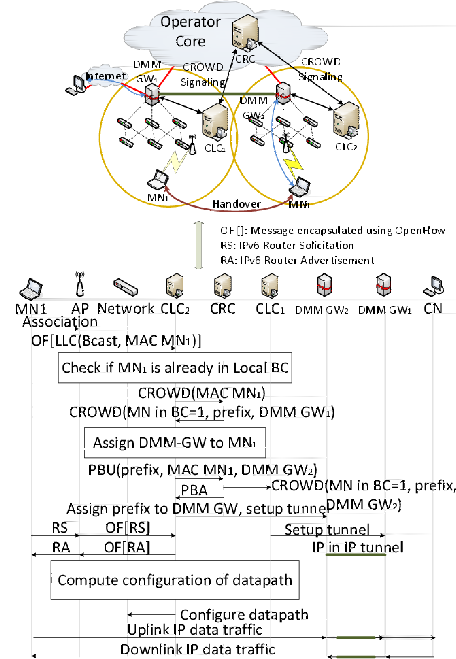 Operator
Core
CRC
DMM
GW₁
CROWD
Signaling
CROWD
Signaling
Internet
DMM
GW₂
CLC₁
CLC₂
MN₁
MN₁
Handover
OF []: Message encapsulated using OpenFlow
RS: IPv6 Router Solicitation
RA: IPv6 Router Advertisement
MN1 AP Network CLC₂ CRC CLC₁ DMM GW₂ DMM GW₁ CN
Association
OF[LLC(Bcast, MAC MN₁)]
Check if MN₁ is already in Local BC
CROWD(MAC MN₁)
CROWD(MN in BC=1, prefix, DMM GW₁)
Assign DMM-GW to MN₁
PBU(prefix, MAC MN1, DMM GW₂)
PBA
CROWD(MN in BC=1, prefix,
DMM GW₂)
Assign prefix to DMM GW, setup tunnel
RS OF[RS] Setup tunnel
RA OF[RA] IP in IP tunnel
Compute configuration of datapath
Configure datapath
Uplink IP data traffic
Downlink IP data traffic